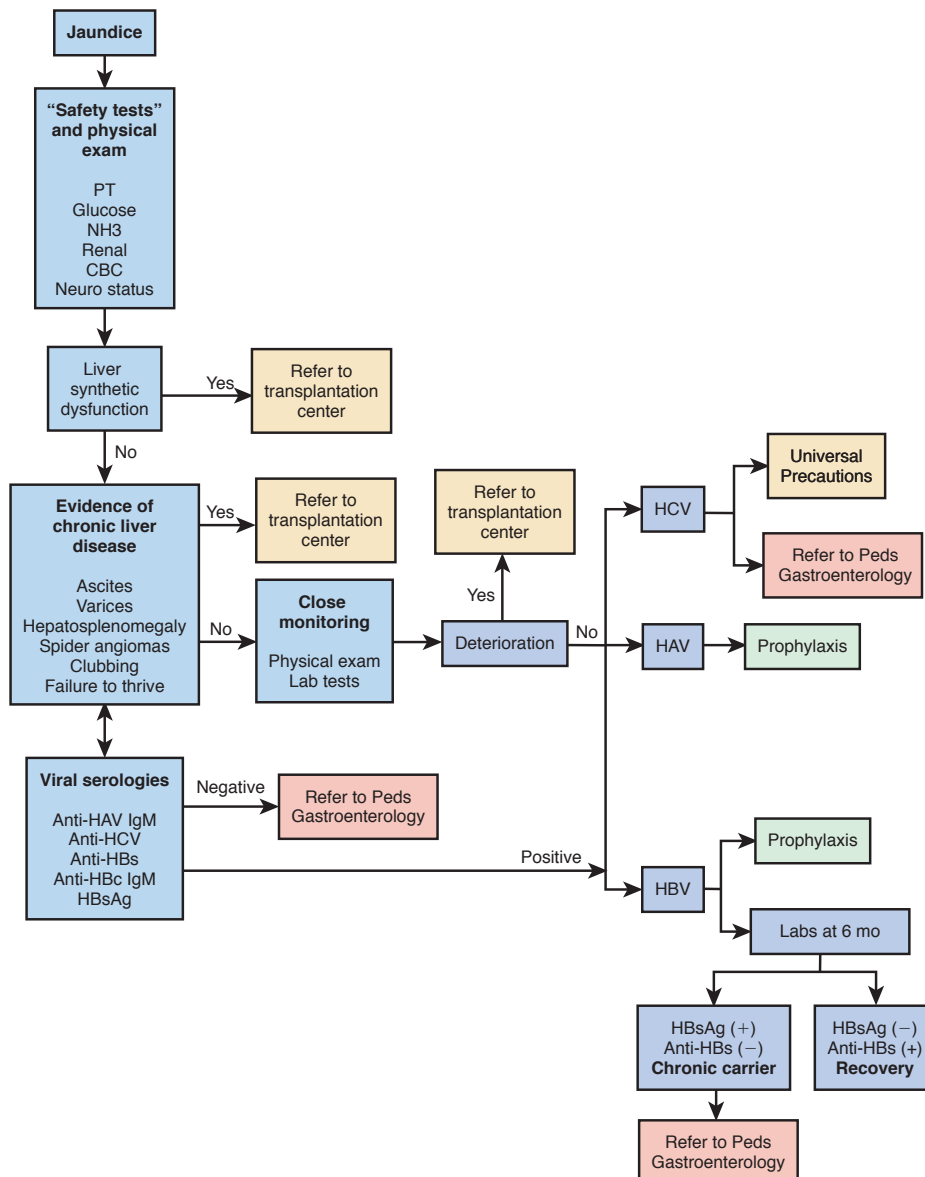 Jaundice
“Safety tests”
and physical
exam
PT
Glucose
NH3
Renal
CBC
Neuro status
Liver
synthetic
dysfunction
Yes
Refer to
transplantation
center
No
Evidence of
chronic liver
disease
Ascites
Varices
Hepatosplenomegaly
Spider angiomas
Clubbing
Failure to thrive
Yes
Refer to
transplantation
center
No
Close
monitoring
Physical exam
Lab tests
Deterioration
Yes
Refer to
transplantation
center
No
HCV
Universal
Precautions
Refer to Peds
Gastroenterology
HAV
Prophylaxis
Viral serologies
Anti-HAV IgM
Anti-HCV
Anti-HBs
Anti-HBc IgM
HBsAg
Negative
Refer to Peds
Gastroenterology
Positive
HBV
Prophylaxis
Labs at 6 mo
HBsAg (+)
Anti-HBs (−)
Chronic carrier
HBsAg (−)
Anti-HBs (+)
Recovery
Refer to Peds
Gastroenterology